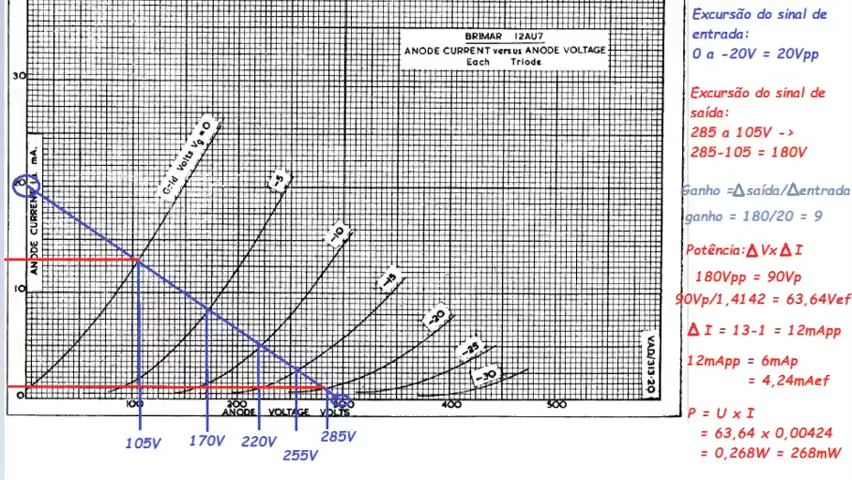 BRIMAR 12AU7
ANODE CURRENT versus ANODE VOLTAGE
Each Triode
30
20
10
0
ANODE CURRENT mA.
Grid Volts Vg = 0
-5
-10
-15
-20
-25
-30
100
200
300
400
500
ANODE VOLTAGE VOLTS
VAD/313·20
105V
170V
220V
255V
285V
Excursão do sinal de
entrada:
0 a -20V = 20Vpp
Excursão do sinal de
saída:
285 a 105V ->
285-105 = 180V
Ganho =Δsaída/Δentrada
ganho = 180/20 = 9
Potência:Δ VxΔ I
180Vpp = 90Vp
90Vp/1,4142 = 63,64Vef
Δ I = 13-1 = 12mApp
12mApp = 6mAp
= 4,24mAef
P = U x I
= 63,64 x 0,00424
= 0,268W = 268mW